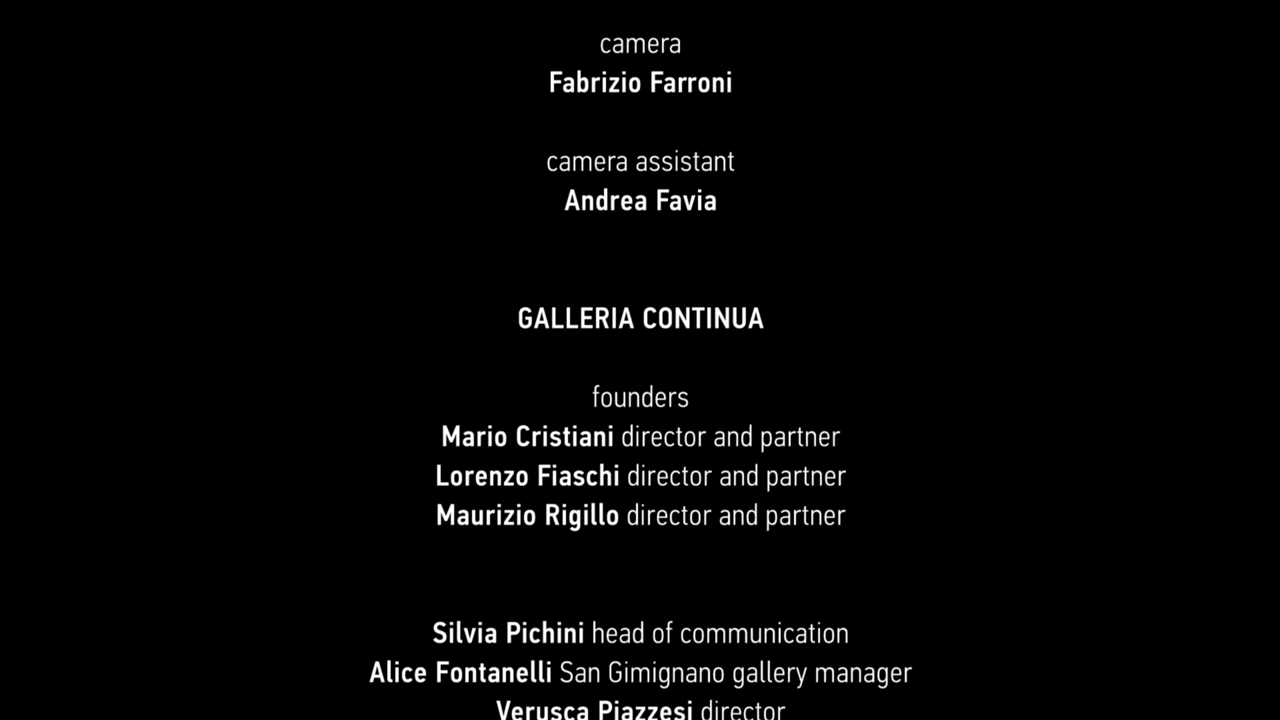 camera
Fabrizio Farroni
camera assistant
Andrea Favia
GALLERIA CONTINUA
founders
Mario Cristiani director and partner
Lorenzo Fiaschi director and partner
Maurizio Rigillo director and partner
Silvia Pichini head of communication
Alice Fontanelli San Gimignano gallery manager
Verusca Piazzesi director